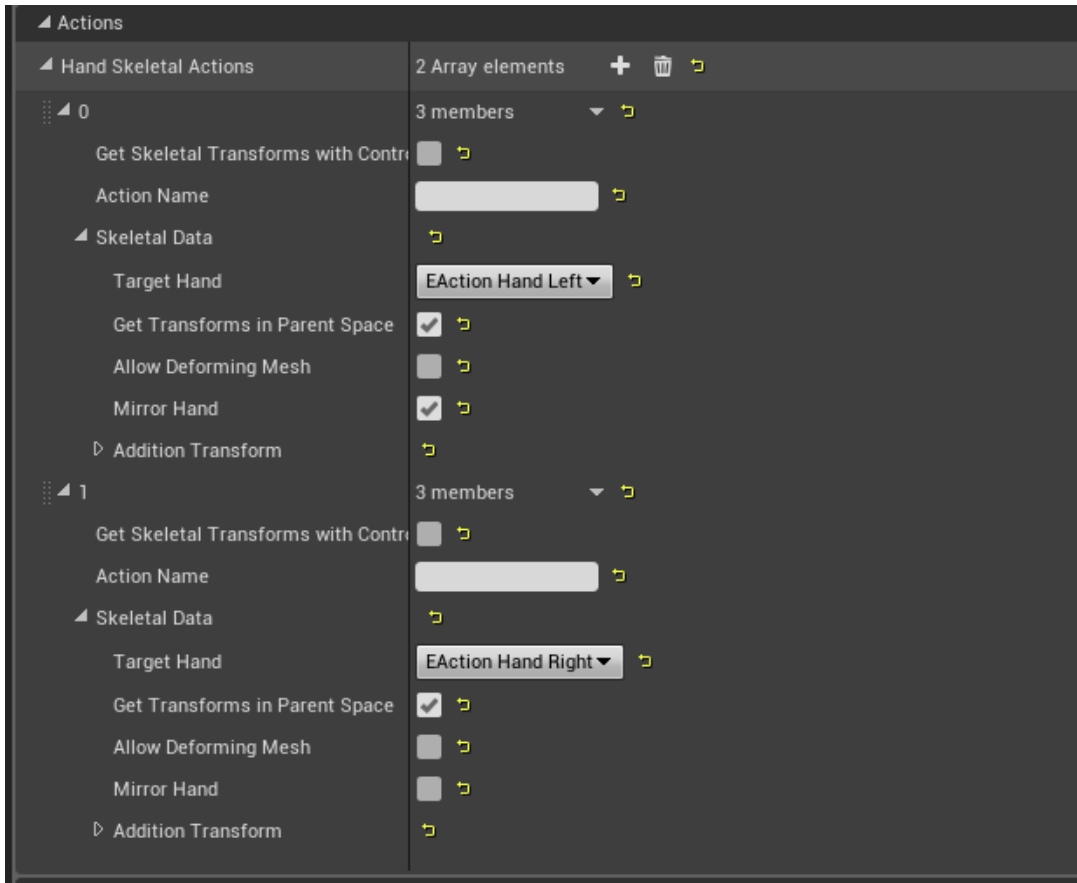 Actions
Hand Skeletal Actions 2 Array elements
0 3 members
Get Skeletal Transforms with Contr
Action Name
Skeletal Data
Target Hand EAction Hand Left
Get Transforms in Parent Space
Allow Deforming Mesh
Mirror Hand
Addition Transform
1 3 members
Get Skeletal Transforms with Contr
Action Name
Skeletal Data
Target Hand EAction Hand Right
Get Transforms in Parent Space
Allow Deforming Mesh
Mirror Hand
Addition Transform